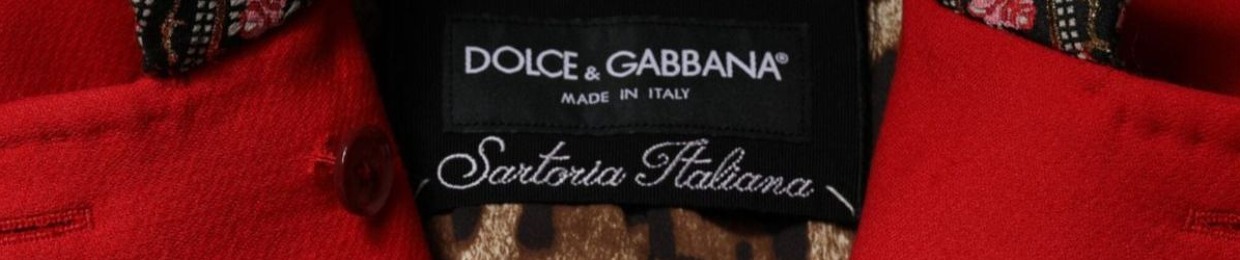 DOLCE & GABBANA®
MADE IN ITALY
Sartoria Italiana